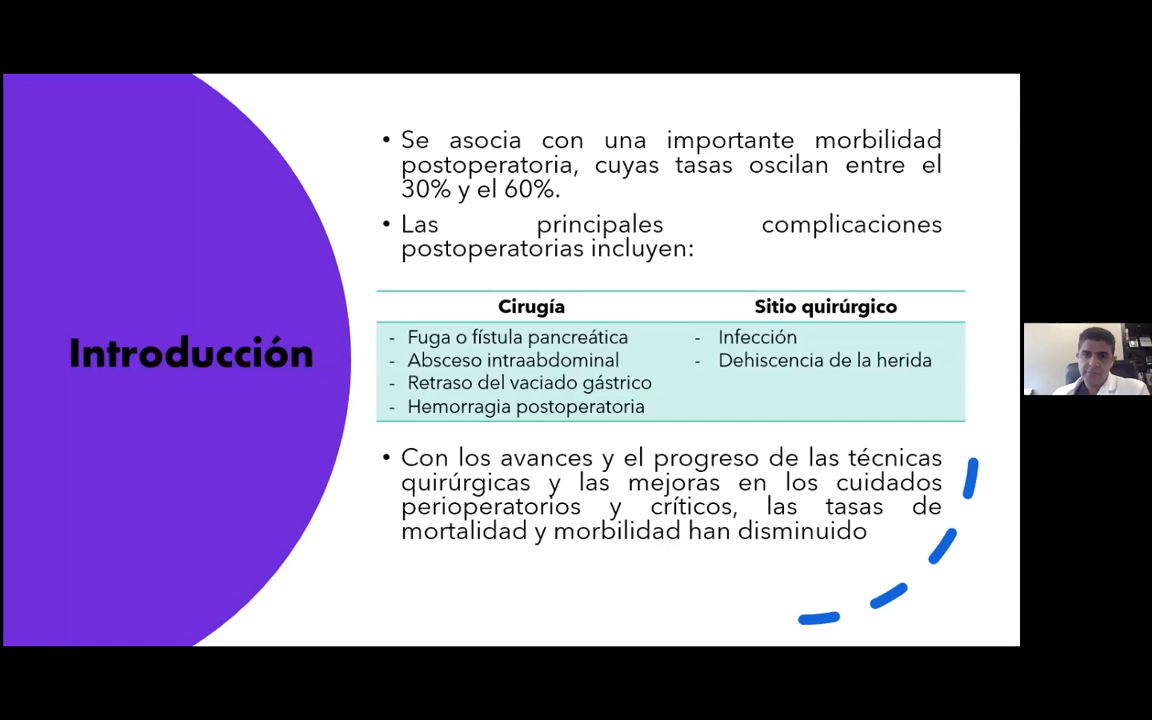 Introducción
• Se asocia con una importante morbilidad
postoperatoria, cuyas tasas oscilan entre el
30% y el 60%.
• Las principales complicaciones
postoperatorias incluyen:
Cirugía
- Fuga o fístula pancreática
- Absceso intraabdominal
- Retraso del vaciado gástrico
- Hemorragia postoperatoria
Sitio quirúrgico
- Infección
- Dehiscencia de la herida
• Con los avances y el progreso de las técnicas
quirúrgicas y las mejoras en los cuidados
perioperatorios y críticos, las tasas de
mortalidad y morbilidad han disminuido